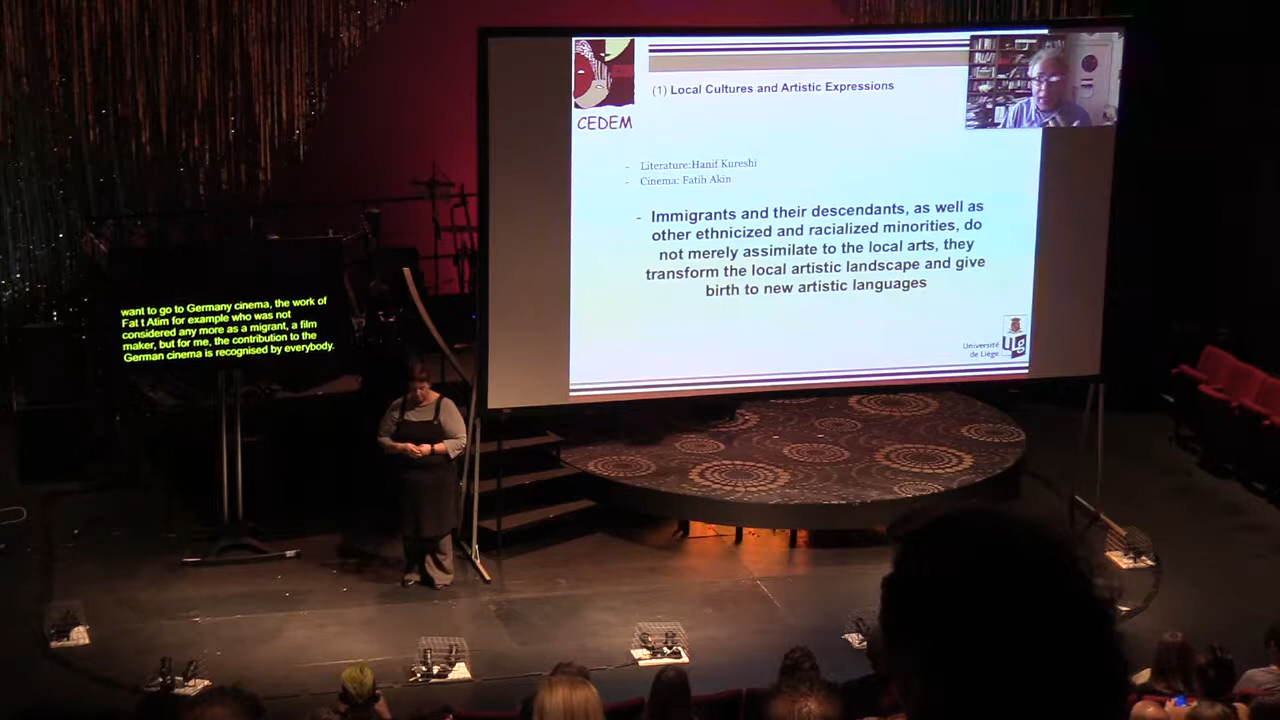 (1) Local Cultures and Artistic Expressions
CEDEM
- Literature:Hanif Kureshi
- Cinema: Fatih Akin
- Immigrants and their descendants, as well as
other ethnicized and racialized minorities, do
not merely assimilate to the local arts, they
transform the local artistic landscape and give
birth to new artistic languages
Université
de Liège
want to go to Germany cinema, the work of
Fat t Atim for example who was not
considered any more as a migrant, a film
maker, but for me, the contribution to the
German cinema is recognised by everybody.